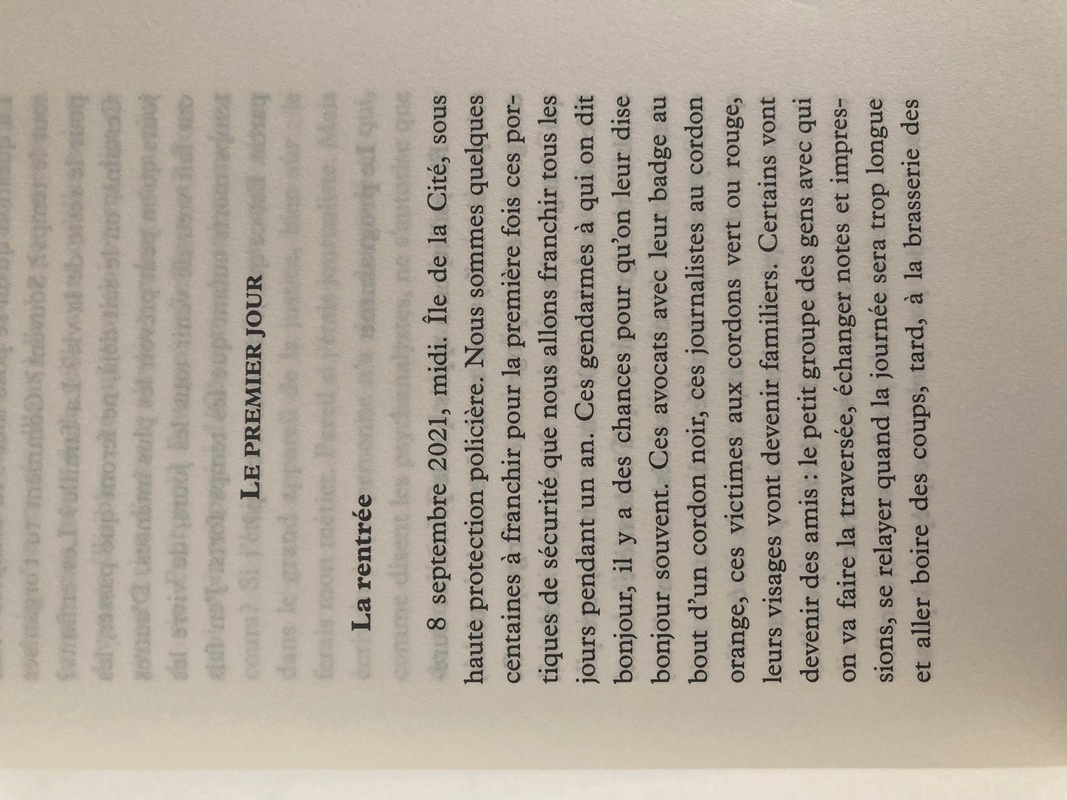 LE PREMIER JOUR
La rentrée
8 septembre 2021, midi. Île de la Cité, sous
haute protection policière. Nous sommes quelques
centaines à franchir pour la première fois ces por-
tiques de sécurité que nous allons franchir tous les
jours pendant un an. Ces gendarmes à qui on dit
bonjour, il y a des chances pour qu'on leur dise
bonjour souvent. Ces avocats avec leur badge au
bout d'un cordon noir, ces journalistes au cordon
orange, ces victimes aux cordons vert ou rouge,
leurs visages vont devenir familiers. Certains vont
devenir des amis : le petit groupe des gens avec qui
on va faire la traversée, échanger notes et impres-
sions, se relayer quand la journée sera trop longue
et aller boire des coups, tard, à la brasserie des